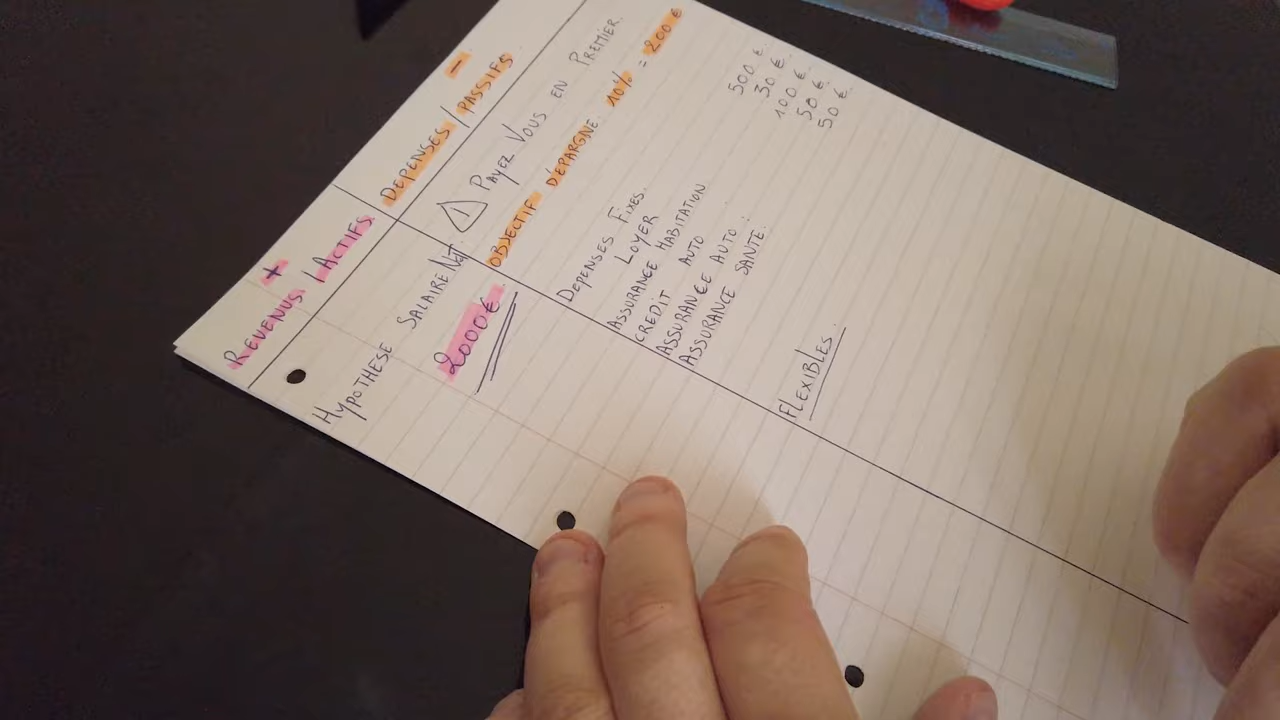 +
REVENUS / ACTIFS
-
DEPENSES / PASSIFS
HYPOTHESE SALAIRE NET
2000€
! PAYEZ VOUS EN PREMIER.
OBJECTIF D'EPARGNE: 10% = 200 €
DEPENSES FIXES.
LOYER 500 €.
ASSURANCE HABITATION 30 €.
CREDIT AUTO 100 €.
ASSURANCE AUTO: 50 €.
ASSURANCE SANTE: 50 €.
FLEXIBLES.